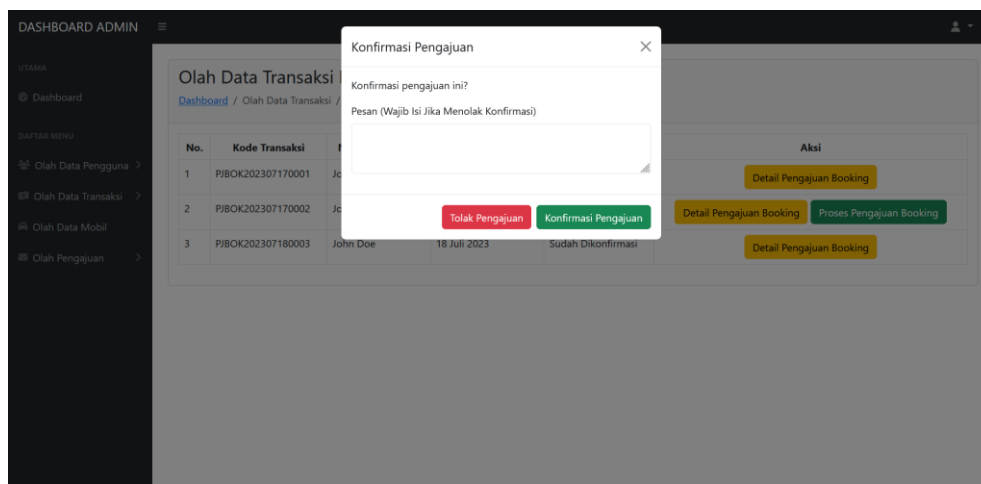 DASHBOARD ADMIN
UTAMA
Dashboard
DAFTAR MENU
Olah Data Pengguna
Olah Data Transaksi
Olah Data Mobil
Olah Pengajuan
Olah Data Transaksi
Dashboard / Olah Data Transaksi /
Konfirmasi Pengajuan
Konfirmasi pengajuan ini?
Pesan (Wajib Isi Jika Menolak Konfirmasi)
Tolak Pengajuan Konfirmasi Pengajuan
No. Kode Transaksi Aksi
1 PJBOK202307170001 Detail Pengajuan Booking
2 PJBOK202307170002 Detail Pengajuan Booking Proses Pengajuan Booking
3 PJBOK202307180003 John Doe 18 Juli 2023 Sudah Dikonfirmasi Detail Pengajuan Booking